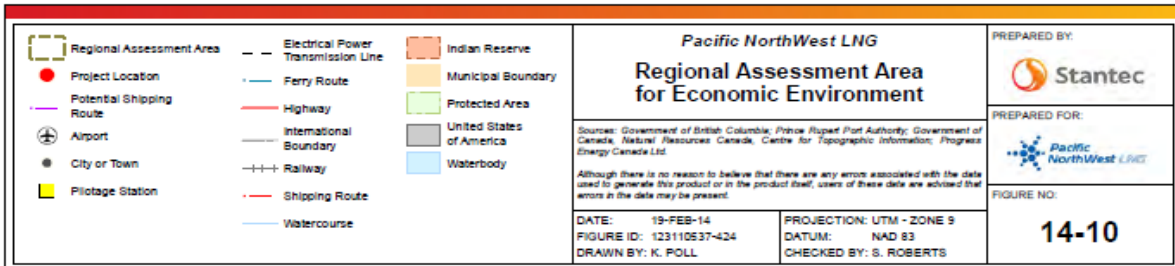 Regional Assessment Area
Project Location
Potential Shipping
Route
Airport
City or Town
Pilotage Station
Electrical Power
Transmission Line
Ferry Route
Highway
International
Boundary
Railway
Shipping Route
Watercourse
Indian Reserve
Municipal Boundary
Protected Area
United States
of America
Waterbody
Pacific NorthWest LNG
Regional Assessment Area
for Economic Environment
Sources: Government of British Columbia; Prince Rupert Port Authority; Government of
Canada, Natural Resources Canada, Centre for Topographic Information; Progress
Energy Canada Ltd.
Although there is no reason to believe that there are any errors associated with the data
used to generate this product or in the product itself, users of these data are advised that
errors in the data may be present.
DATE: 19-FEB-14
FIGURE ID: 123110537-424
DRAWN BY: K. POLL
PROJECTION: UTM - ZONE 9
DATUM: NAD 83
CHECKED BY: S. ROBERTS
PREPARED BY:
Stantec
PREPARED FOR:
Pacific
NorthWest LNG
FIGURE NO:
14-10